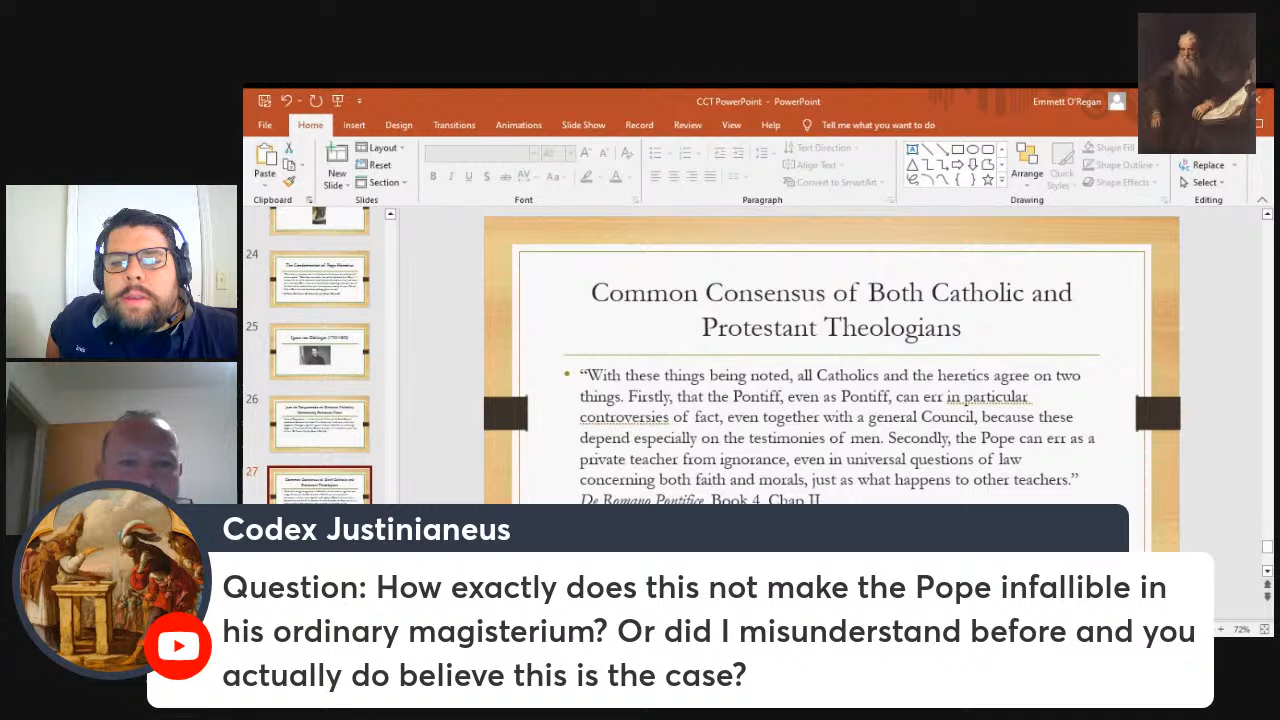 CCT PowerPoint - PowerPoint
Emmett O'Regan
File Home Insert Design Transitions Animations Slide Show Record Review View Help Tell me what you want to do
Paste
Clipboard
New
Slide
Layout
Reset
Section
Slides
B I U S
Aa
Font
Text Direction
Align Text
Convert to SmartArt
Paragraph
Arrange
Quick
Styles
Shape Fill
Shape Outline
Shape Effects
Drawing
Replace
Select
Editing
24
25
26
27
Common Consensus of Both Catholic and
Protestant Theologians
• “With these things being noted, all Catholics and the heretics agree on two
things. Firstly, that the Pontiff, even as Pontiff, can err in particular
controversies of fact, even together with a general Council, because these
depend especially on the testimonies of men. Secondly, the Pope can err as a
private teacher from ignorance, even in universal questions of law
concerning both faith and morals, just as what happens to other teachers.”
De Romano Pontifice, Book 4, Chap II
72%
Codex Justinianeus
Question: How exactly does this not make the Pope infallible in
his ordinary magisterium? Or did I misunderstand before and you
actually do believe this is the case?